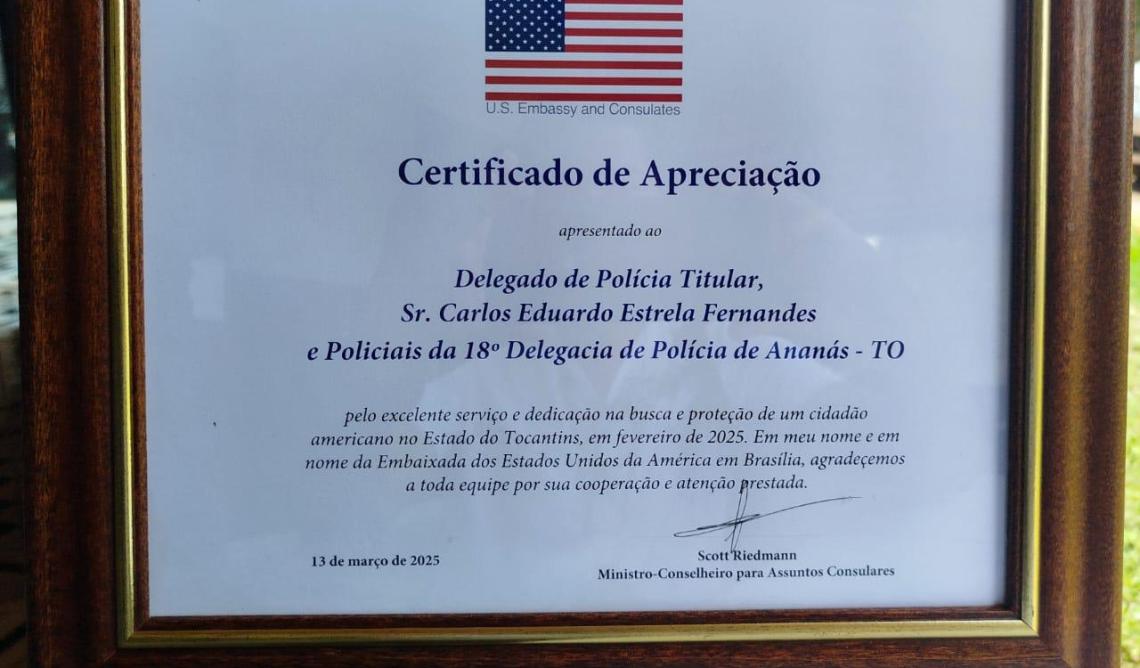 U.S. Embassy and Consulates
Certificado de Apreciação
apresentado ao
Delegado de Polícia Titular,
Sr. Carlos Eduardo Estrela Fernandes
e Policiais da 18º Delegacia de Polícia de Ananás - TO
pelo excelente serviço e dedicação na busca e proteção de um cidadão
americano no Estado do Tocantins, em fevereiro de 2025. Em meu nome e em
nome da Embaixada dos Estados Unidos da América em Brasília, agradeçemos
a toda equipe por sua cooperação e atenção prestada.
13 de março de 2025
Scott Riedmann
Ministro-Conselheiro para Assuntos Consulares